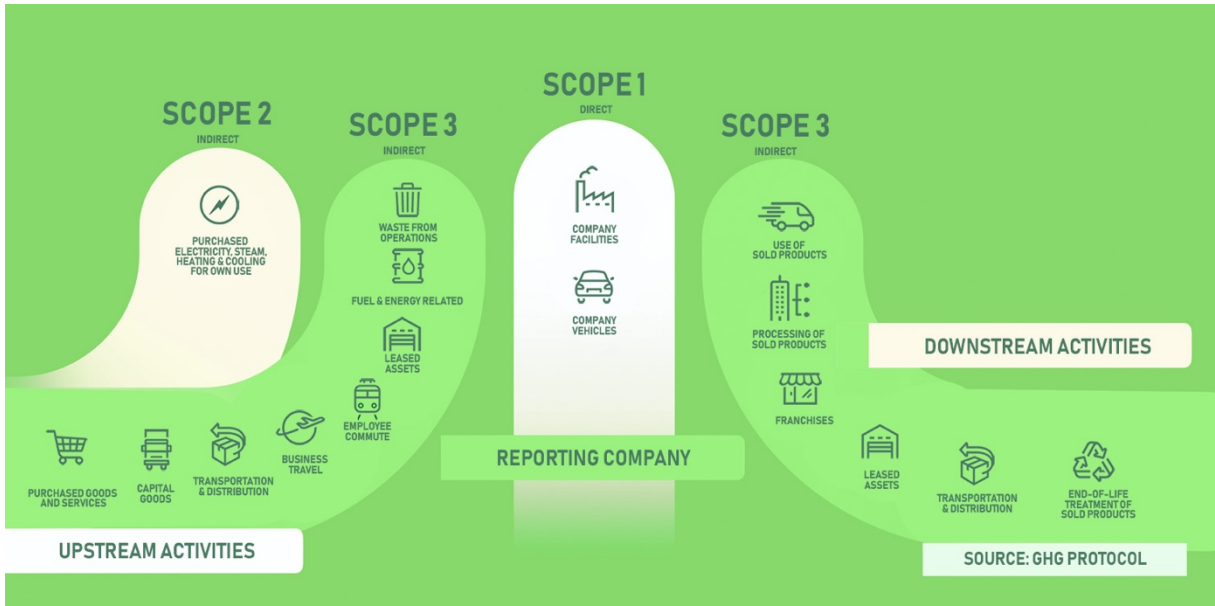 SCOPE 2
INDIRECT
PURCHASED
ELECTRICITY, STEAM,
HEATING & COOLING
FOR OWN USE
SCOPE 3
INDIRECT
WASTE FROM
OPERATIONS
FUEL & ENERGY RELATED
LEASED
ASSETS
EMPLOYEE
COMMUTE
BUSINESS
TRAVEL
TRANSPORTATION
& DISTRIBUTION
CAPITAL
GOODS
PURCHASED GOODS
AND SERVICES
UPSTREAM ACTIVITIES
SCOPE 1
DIRECT
COMPANY
FACILITIES
COMPANY
VEHICLES
REPORTING COMPANY
SCOPE 3
INDIRECT
USE OF
SOLD PRODUCTS
PROCESSING OF
SOLD PRODUCTS
FRANCHISES
LEASED
ASSETS
TRANSPORTATION
& DISTRIBUTION
END-OF-LIFE
TREATMENT OF
SOLD PRODUCTS
DOWNSTREAM ACTIVITIES
SOURCE: GHG PROTOCOL